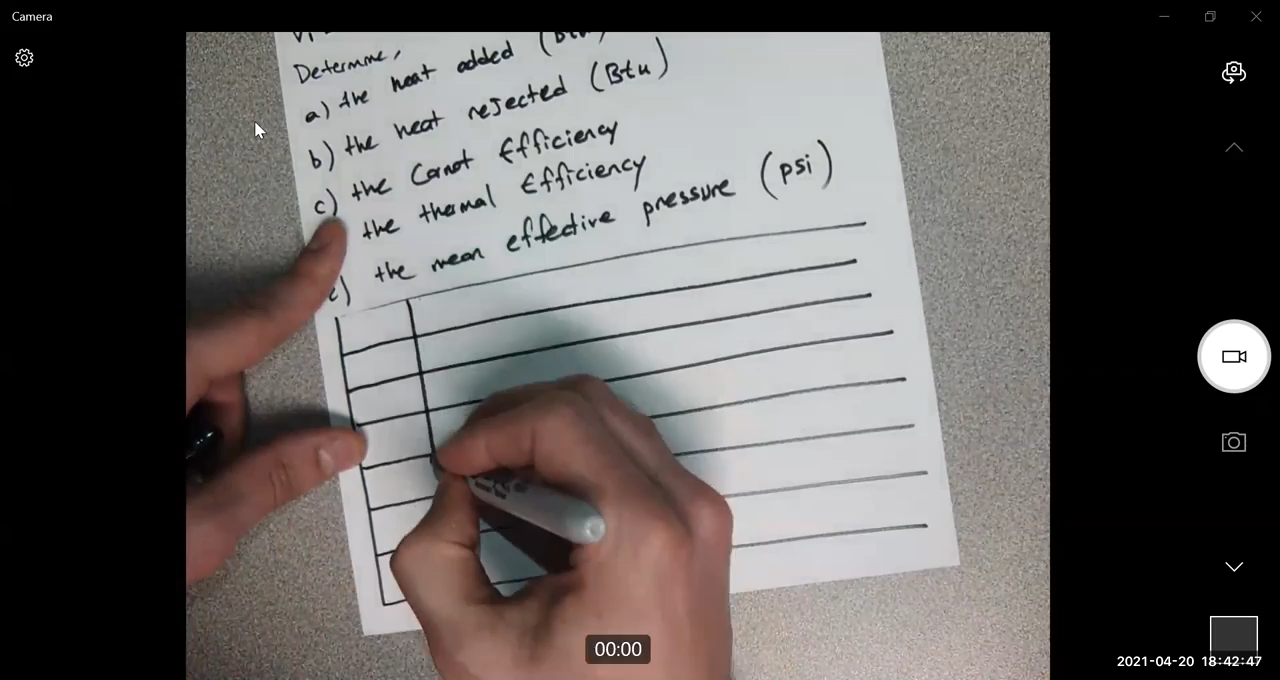 Camera
Determine,
a) the heat added (Btu)
b) the heat rejected (Btu)
c) the Carnot Efficiency
the thermal Efficiency
e) the mean effective pressure (psi)
00:00
2021-04-20 18:42:47